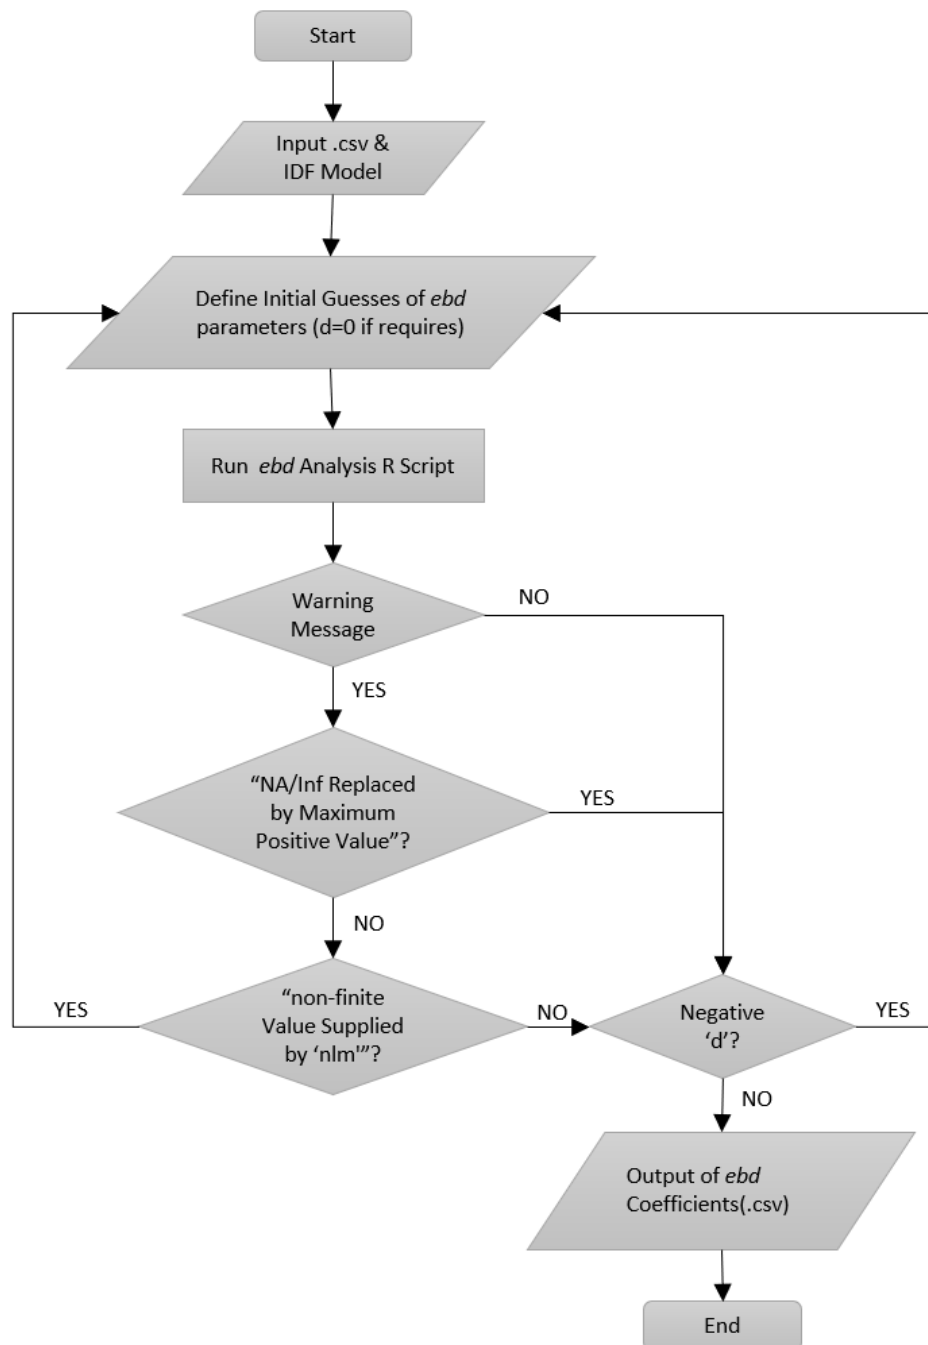 Start
Input .csv &
IDF Model
Define Initial Guesses of ebd
parameters (d=0 if requires)
Run ebd Analysis R Script
Warning
Message
NO
YES
“NA/Inf Replaced
by Maximum
Positive Value”?
YES
NO
“non-finite
Value Supplied
by ‘nlm'”?
YES
NO
Negative
‘d’?
YES
NO
Output of ebd
Coefficients(.csv)
End